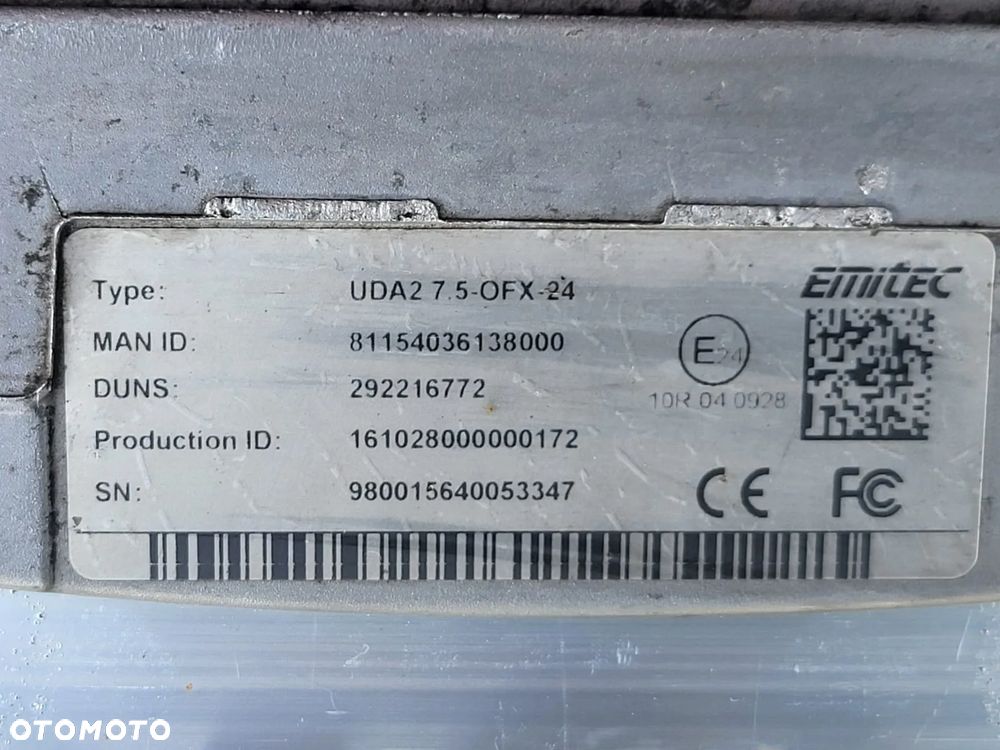 EMITEC
Type: UDA2 7.5-OFX-24
MAN ID: 81154036138000
DUNS: 292216772
Production ID: 161028000000172
SN: 980015640053347
E24
10R 04 0928
CE FC
OTOMOTO